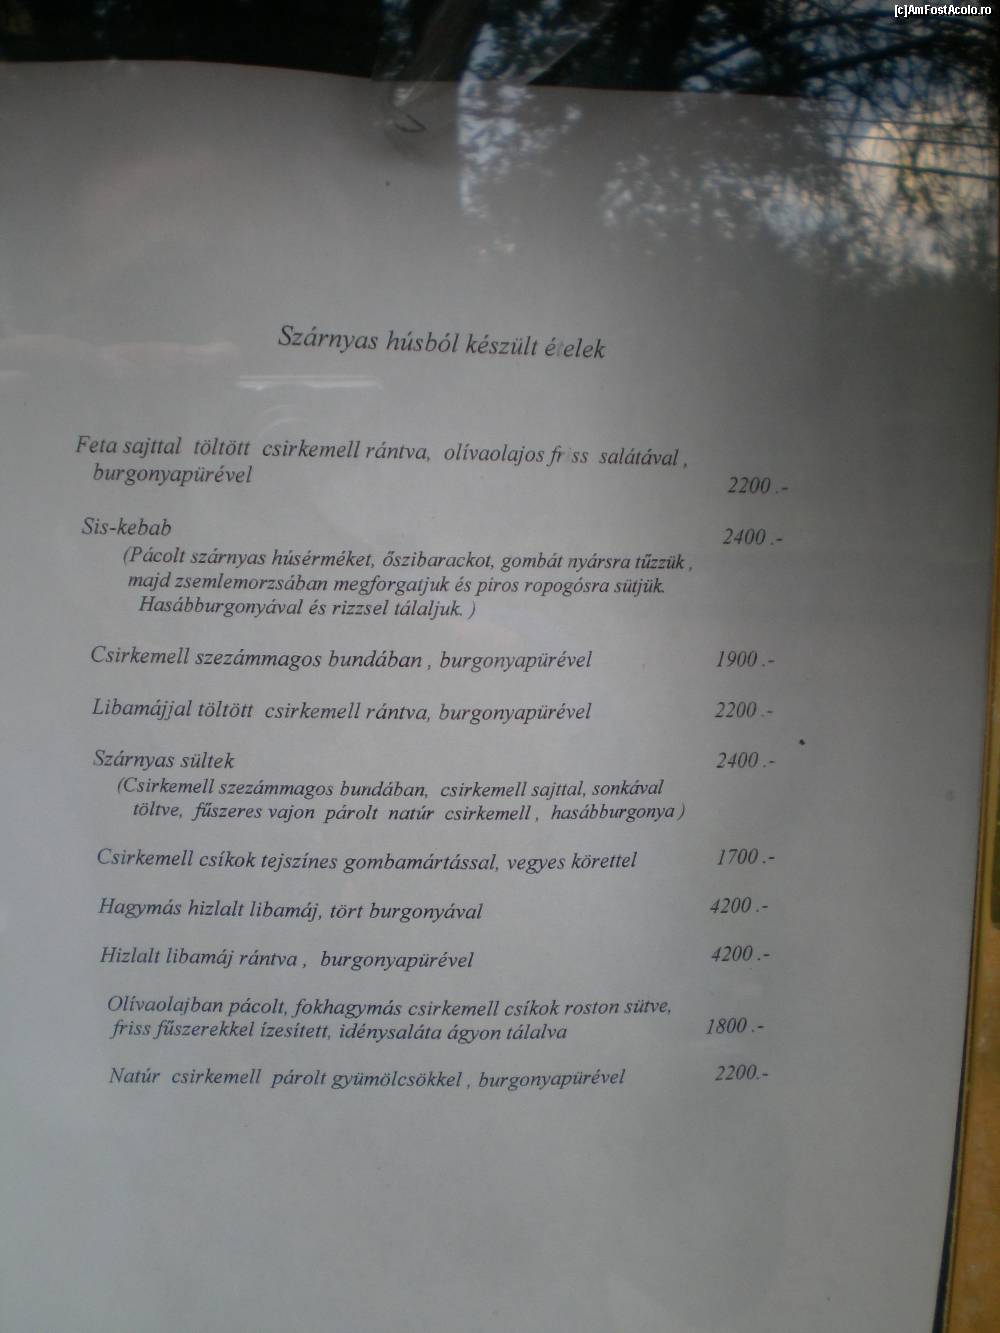 [c]AmFostAcolo.ro
Szárnyas húsból készült ételek
Feta sajttal töltött csirkemell rántva, olívaolajos friss salátával,
burgonyapürével 2200.-
Sis-kebab 2400.-
(Pácolt szárnyas húsérméket, őszibarackot, gombát nyársra tűzzük,
majd zsemlemorzsában megforgatjuk és piros ropogósra sütjük.
Hasábburgonyával és rizzsel tálaljuk.)
Csirkemell szezámmagos bundában, burgonyapürével 1900.-
Libamájjal töltött csirkemell rántva, burgonyapürével 2200.-
Szárnyas sültek 2400.-
(Csirkemell szezámmagos bundában, csirkemell sajttal, sonkával
töltve, fűszeres vajon párolt natúr csirkemell, hasábburgonya)
Csirkemell csíkok tejszínes gombamártással, vegyes körettel 1700.-
Hagymás hizlalt libamáj, tört burgonyával 4200.-
Hizlalt libamáj rántva, burgonyapürével 4200.-
Olívaolajban pácolt, fokhagymás csirkemell csíkok roston sütve,
friss fűszerekkel ízesített, idénysaláta ágyon tálalva 1800.-
Natúr csirkemell párolt gyümölcsökkel, burgonyapürével 2200.-